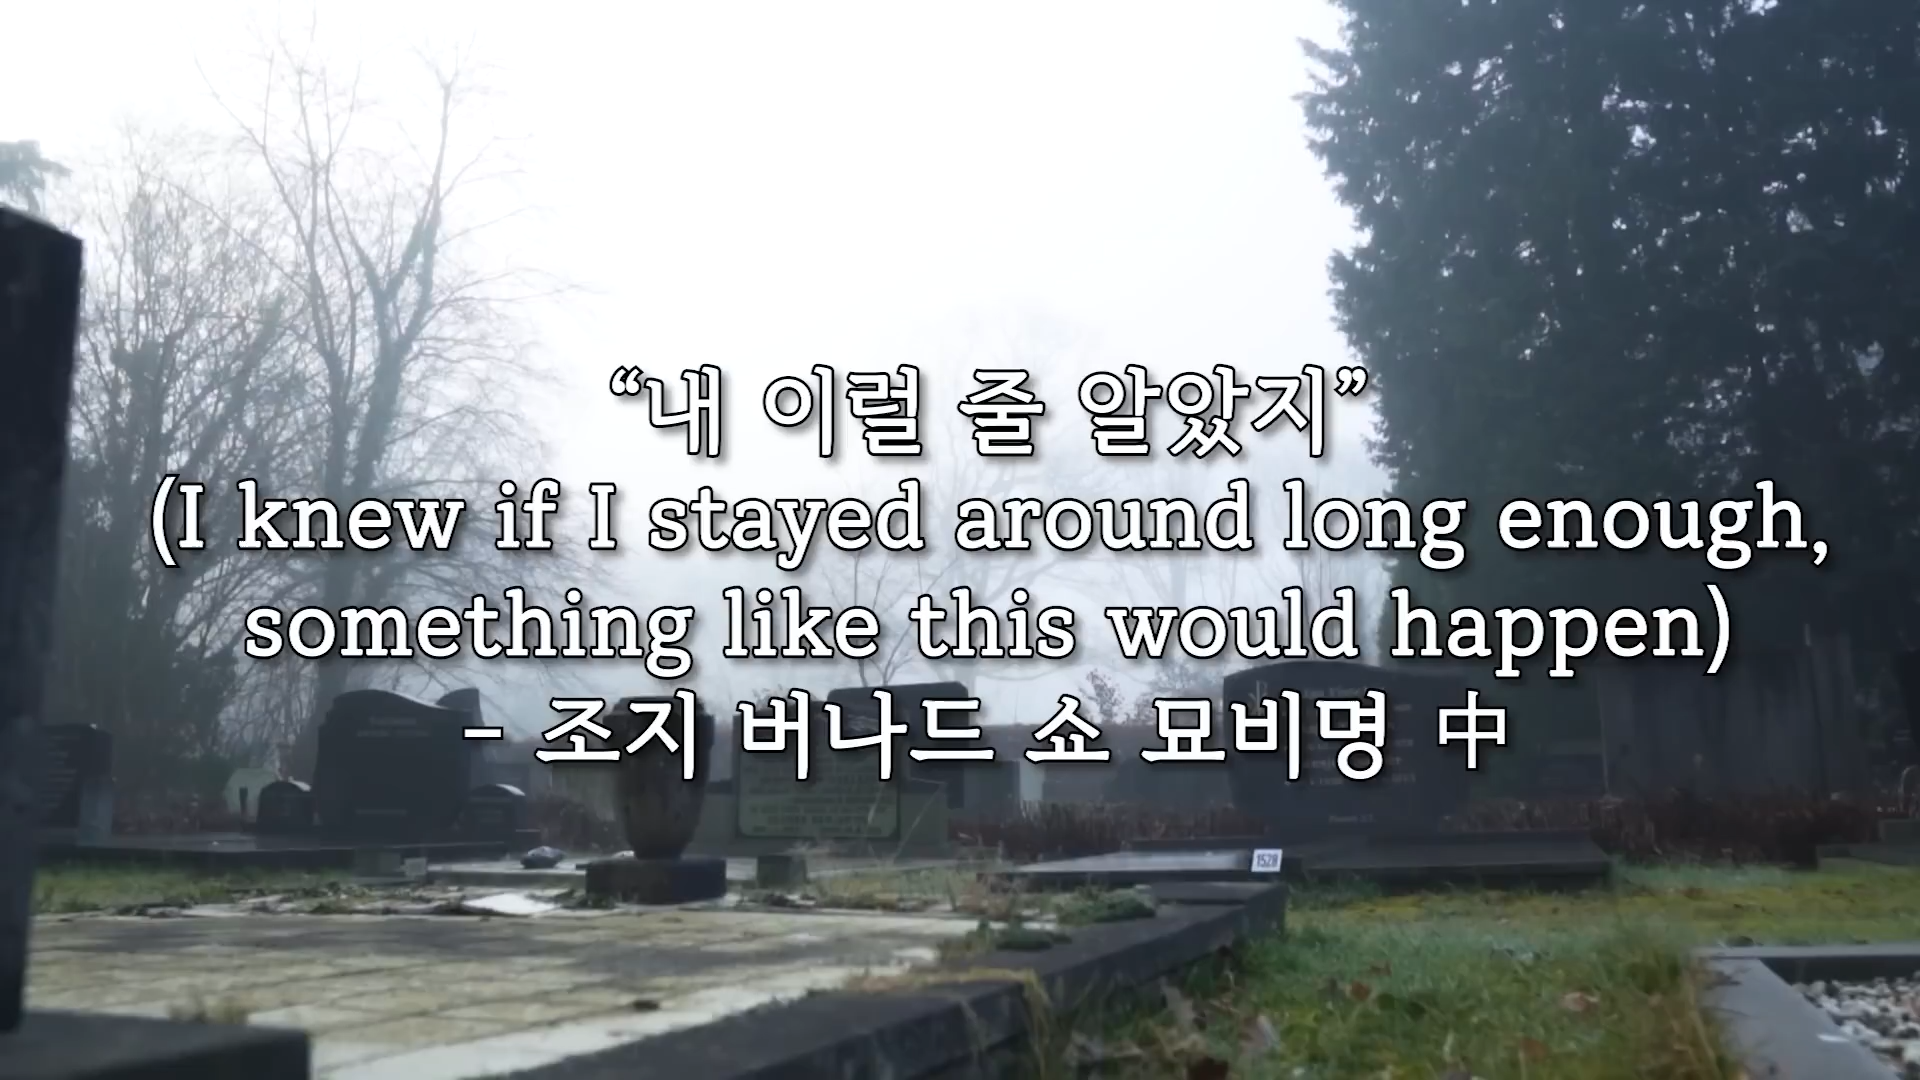 “내 이럴 줄 알았지”
(I knew if I stayed around long enough,
something like this would happen)
- 조지 버나드 쇼 묘비명 中
1528